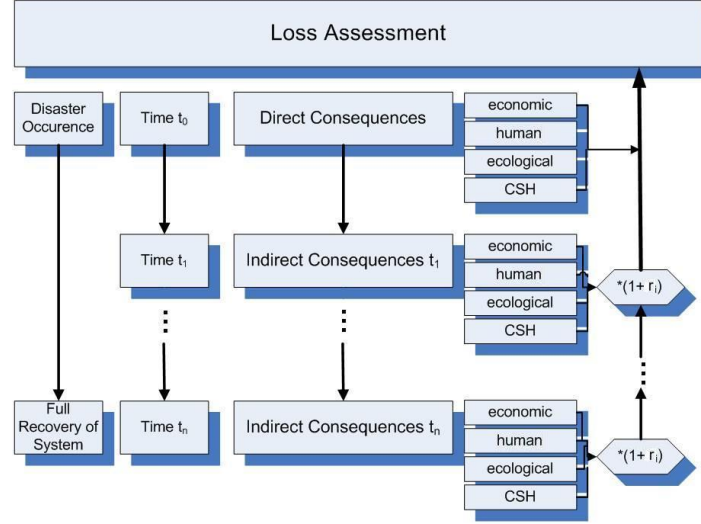 Loss Assessment
Disaster
Occurence
Time t0
Direct Consequences
economic
human
ecological
CSH
Time t1
Indirect Consequences t1
economic
human
ecological
CSH
*(1+ ri)
Full
Recovery of
System
Time tn
Indirect Consequences tn
economic
human
ecological
CSH
*(1+ ri)